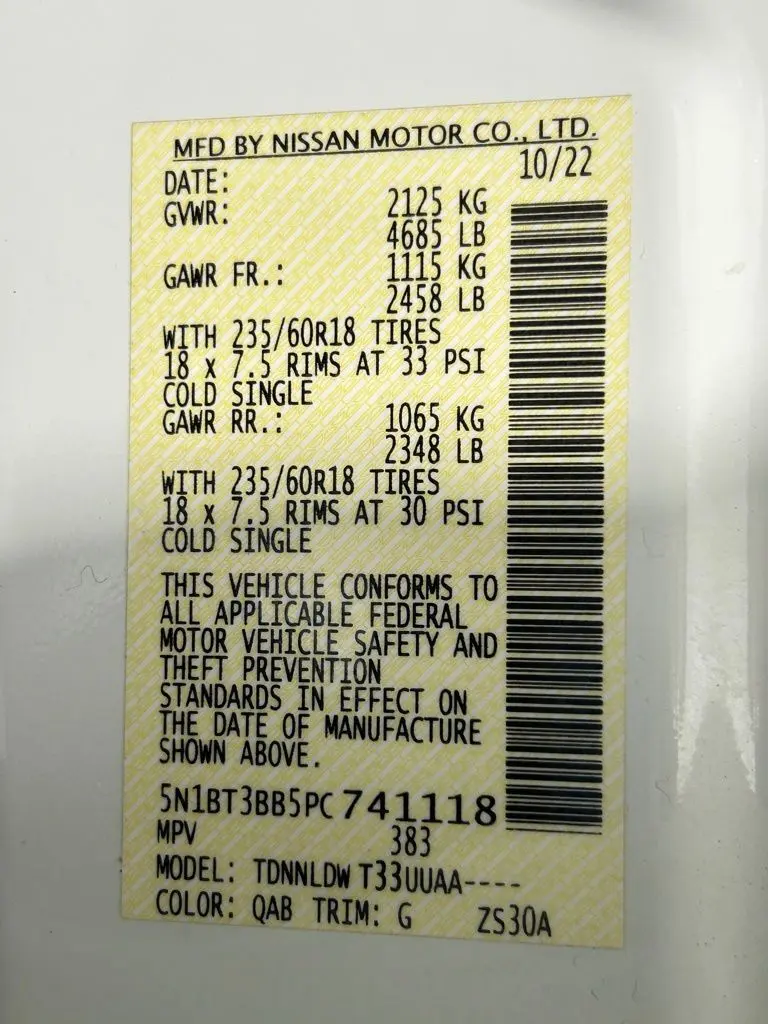 MFD BY NISSAN MOTOR CO., LTD.
DATE: 10/22
GVWR: 2125 KG
4685 LB
GAWR FR.: 1115 KG
2458 LB
WITH 235/60R18 TIRES
18 x 7.5 RIMS AT 33 PSI
COLD SINGLE
GAWR RR.: 1065 KG
2348 LB
WITH 235/60R18 TIRES
18 x 7.5 RIMS AT 30 PSI
COLD SINGLE
THIS VEHICLE CONFORMS TO
ALL APPLICABLE FEDERAL
MOTOR VEHICLE SAFETY AND
THEFT PREVENTION
STANDARDS IN EFFECT ON
THE DATE OF MANUFACTURE
SHOWN ABOVE.
5N1BT3BB5PC741118
MPV 383
MODEL: TDNNLDW T33UUAA----
COLOR: QAB TRIM: G ZS30A